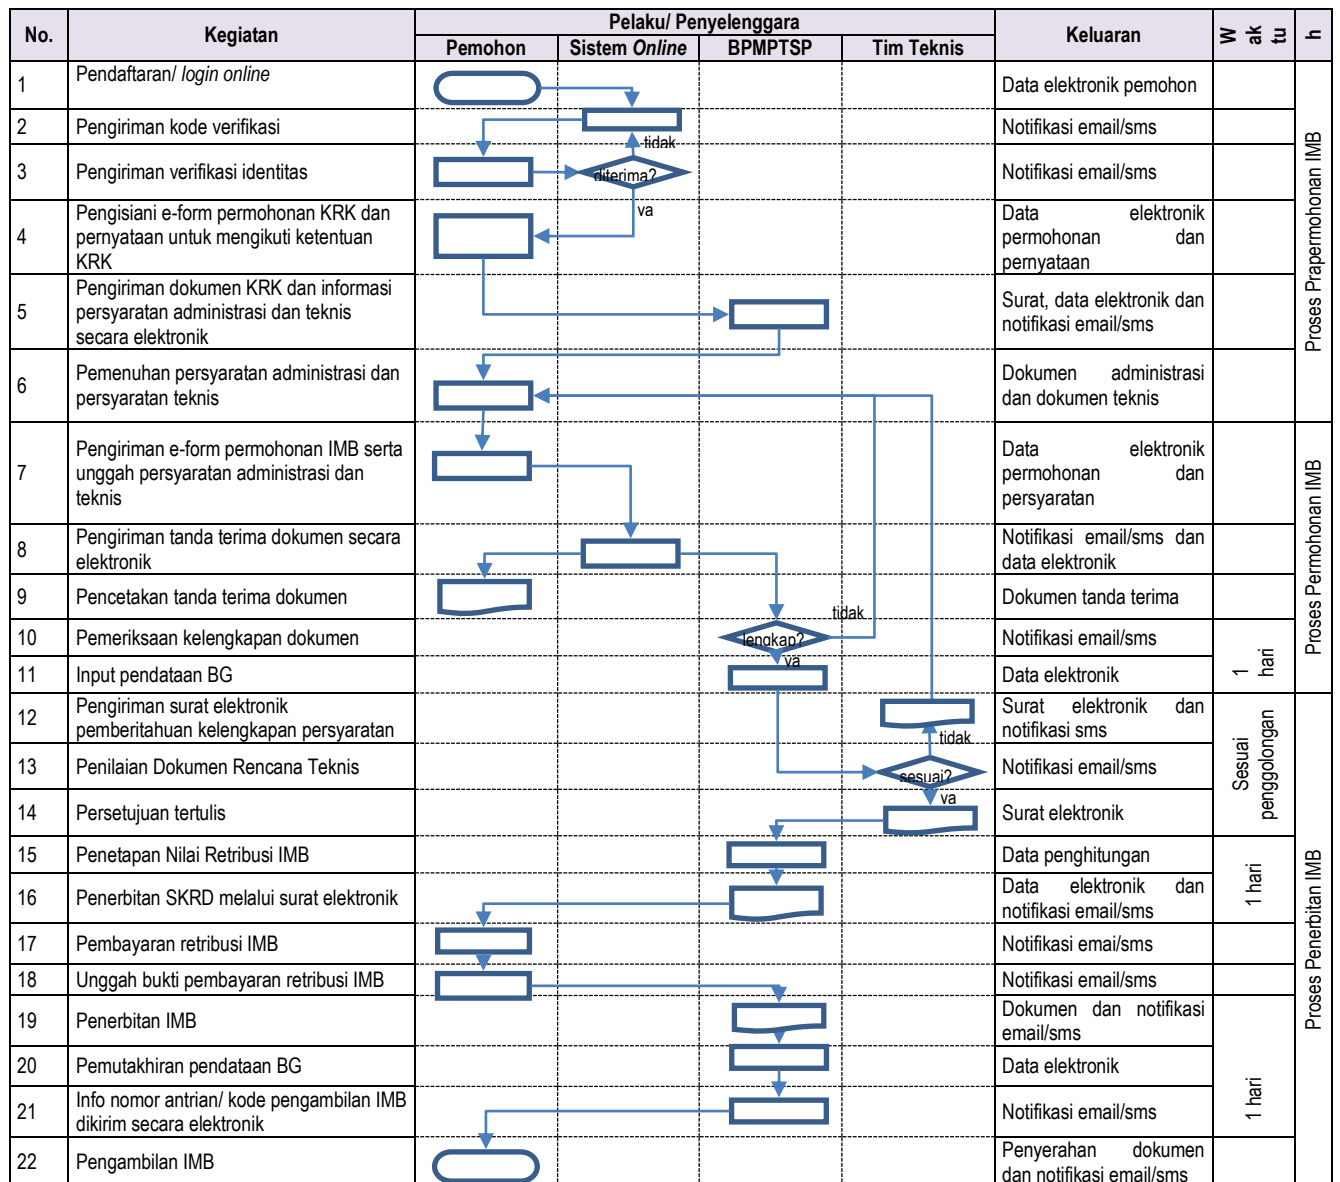 No.
Kegiatan
Pelaku/ Penyelenggara
Pemohon
Sistem Online
BPMPTSP
Tim Teknis
Keluaran
W
ak
tu
h
1
Pendaftaran/ login online
Data elektronik pemohon
2
Pengiriman kode verifikasi
Notifikasi email/sms
tidak
3
Pengiriman verifikasi identitas
diterima?
Notifikasi email/sms
ya
4
Pengisiani e-form permohonan KRK dan
pernyataan untuk mengikuti ketentuan
KRK
Data elektronik
permohonan dan
pernyataan
5
Pengiriman dokumen KRK dan informasi
persyaratan administrasi dan teknis
secara elektronik
Surat, data elektronik dan
notifikasi email/sms
6
Pemenuhan persyaratan administrasi dan
persyaratan teknis
Dokumen administrasi
dan dokumen teknis
Proses Prapermohonan IMB
7
Pengiriman e-form permohonan IMB serta
unggah persyaratan administrasi dan
teknis
Data elektronik
permohonan dan
persyaratan
8
Pengiriman tanda terima dokumen secara
elektronik
Notifikasi email/sms dan
data elektronik
9
Pencetakan tanda terima dokumen
Dokumen tanda terima
tidak
10
Pemeriksaan kelengkapan dokumen
lengkap?
Notifikasi email/sms
ya
11
Input pendataan BG
Data elektronik
1
hari
Proses Permohonan IMB
12
Pengiriman surat elektronik
pemberitahuan kelengkapan persyaratan
Surat elektronik dan
notifikasi sms
tidak
13
Penilaian Dokumen Rencana Teknis
sesuai?
Notifikasi email/sms
ya
14
Persetujuan tertulis
Surat elektronik
Sesuai
penggolongan
15
Penetapan Nilai Retribusi IMB
Data penghitungan
16
Penerbitan SKRD melalui surat elektronik
Data elektronik dan
notifikasi email/sms
1 hari
17
Pembayaran retribusi IMB
Notifikasi emai/sms
18
Unggah bukti pembayaran retribusi IMB
Notifikasi email/sms
19
Penerbitan IMB
Dokumen dan notifikasi
email/sms
20
Pemutakhiran pendataan BG
Data elektronik
21
Info nomor antrian/ kode pengambilan IMB
dikirim secara elektronik
Notifikasi email/sms
1 hari
22
Pengambilan IMB
Penyerahan dokumen
dan notifikasi email/sms
Proses Penerbitan IMB